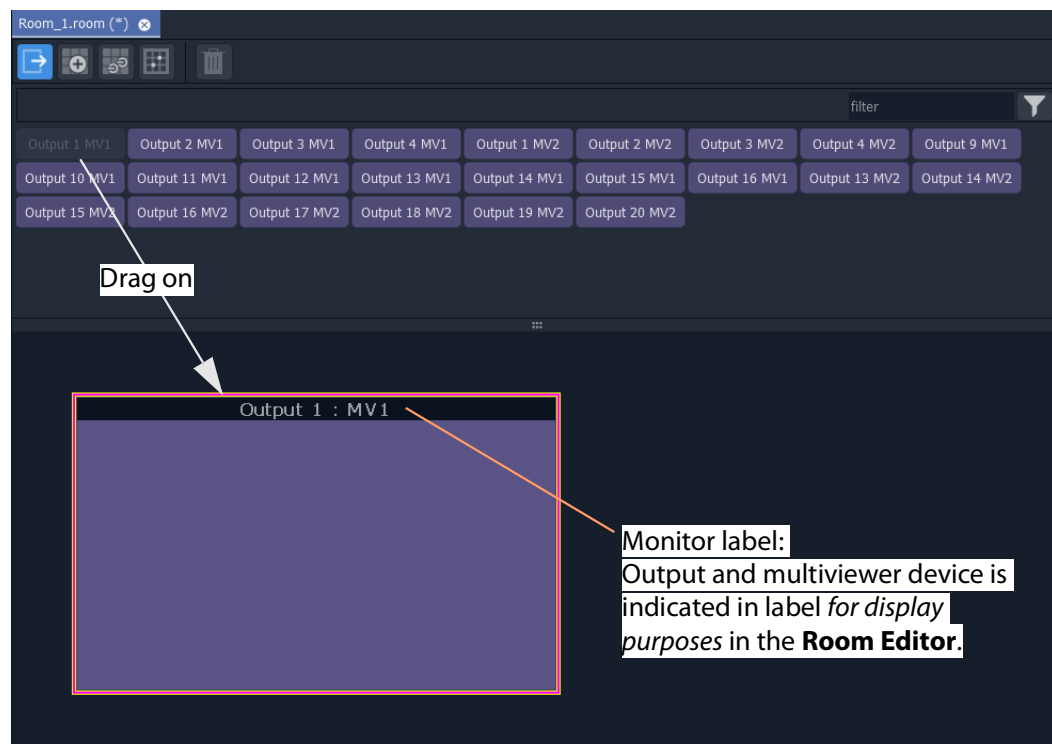 Room_1.room (*)
filter
Output 1 MV1 Output 2 MV1 Output 3 MV1 Output 4 MV1 Output 1 MV2 Output 2 MV2 Output 3 MV2 Output 4 MV2 Output 9 MV1
Output 10 MV1 Output 11 MV1 Output 12 MV1 Output 13 MV1 Output 14 MV1 Output 15 MV1 Output 16 MV1 Output 13 MV2 Output 14 MV2
Output 15 MV2 Output 16 MV2 Output 17 MV2 Output 18 MV2 Output 19 MV2 Output 20 MV2
Drag on
Output 1 : MV1
Monitor label:
Output and multiviewer device is
indicated in label for display
purposes in the Room Editor.